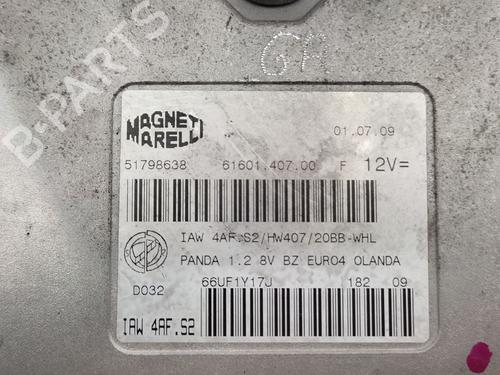 B-PARTS
GA
MAGNETI MARELLI
01.07.09
51798638 61601.407.00 F 12V=
IAW 4AF.S2/HW407/20BB-WHL
PANDA 1.2 8V BZ EURO4 OLANDA
D032 66UF1Y17J 182 09
IAW 4AF.S2